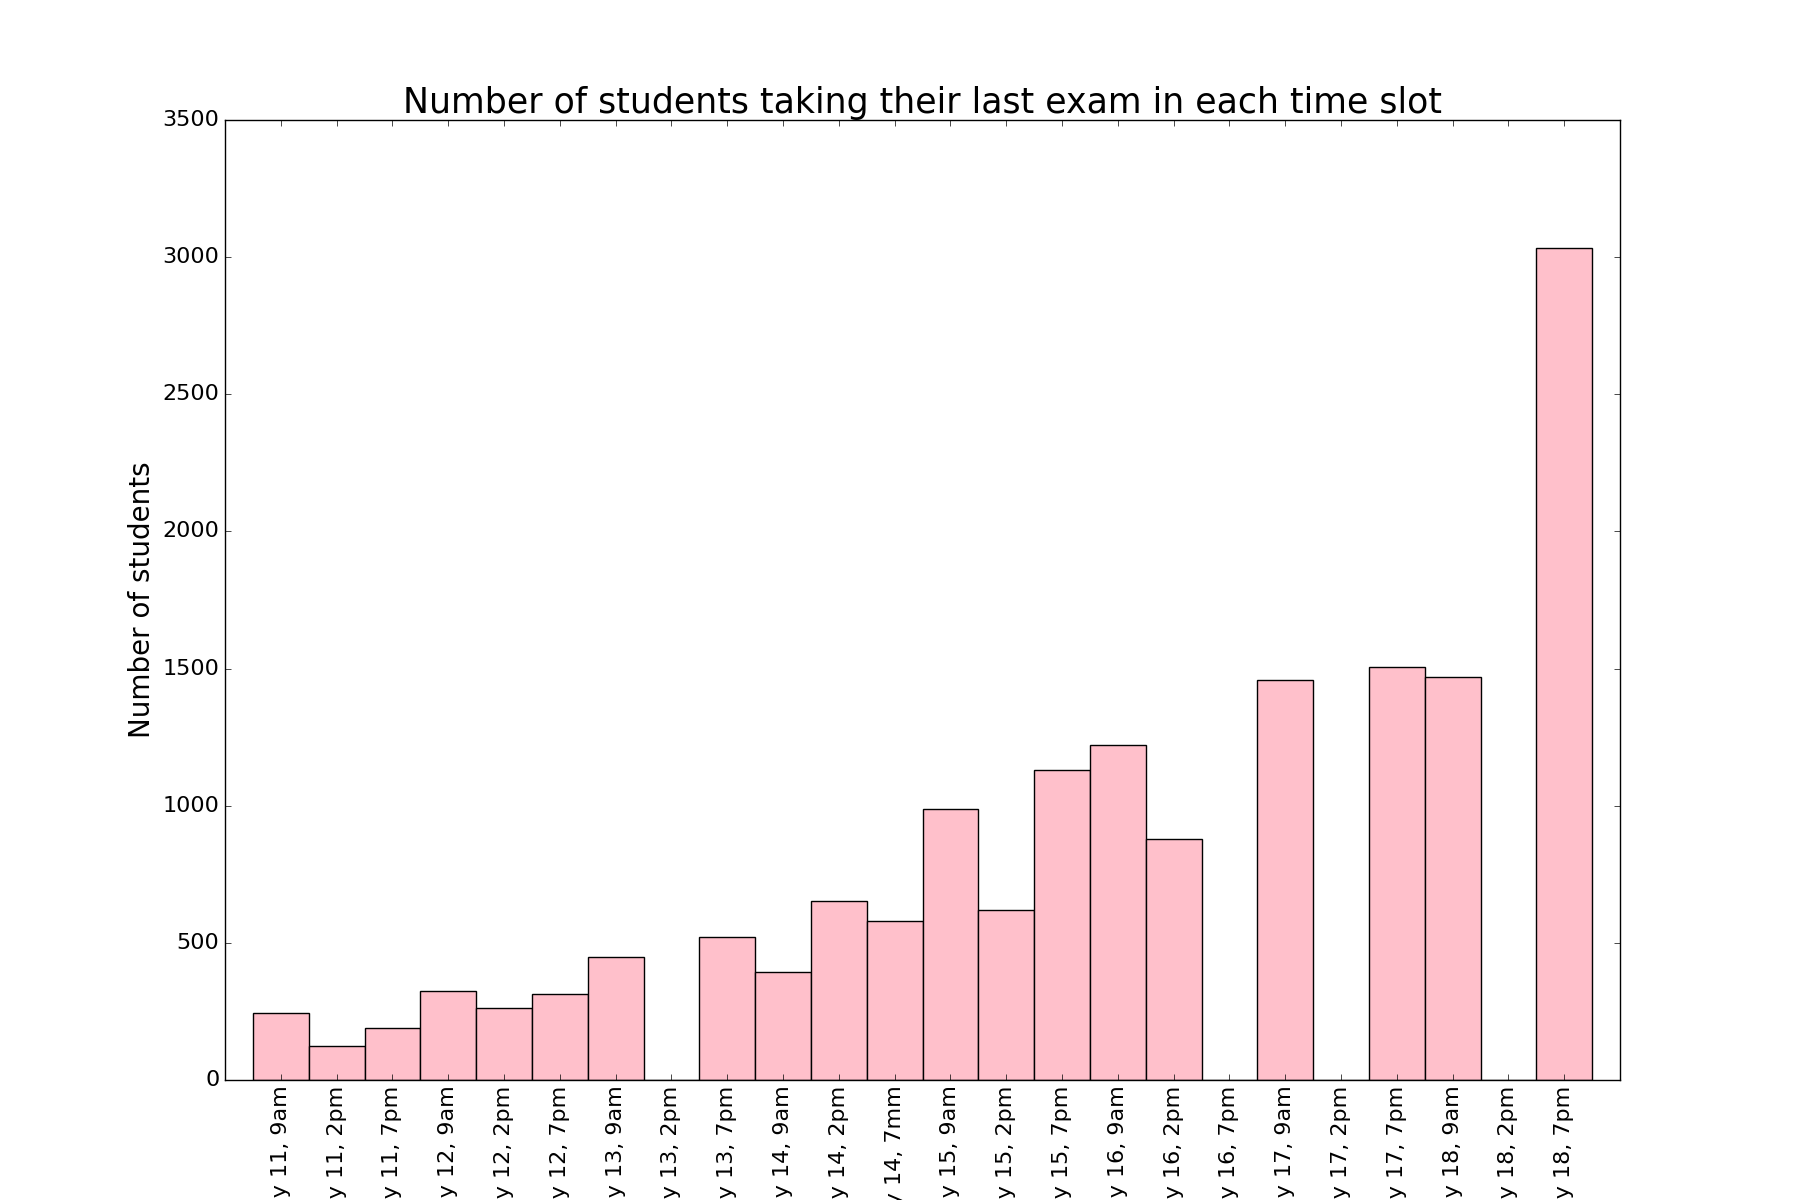 Number of students taking their last exam in each time slot
Number of students
3500
3000
2500
2000
1500
1000
500
0
y 11, 9am
y 11, 2pm
y 11, 7pm
y 12, 9am
y 12, 2pm
y 12, 7pm
y 13, 9am
y 13, 2pm
y 13, 7pm
y 14, 9am
y 14, 2pm
y 14, 7mm
y 15, 9am
y 15, 2pm
y 15, 7pm
y 16, 9am
y 16, 2pm
y 16, 7pm
y 17, 9am
y 17, 2pm
y 17, 7pm
y 18, 9am
y 18, 2pm
y 18, 7pm